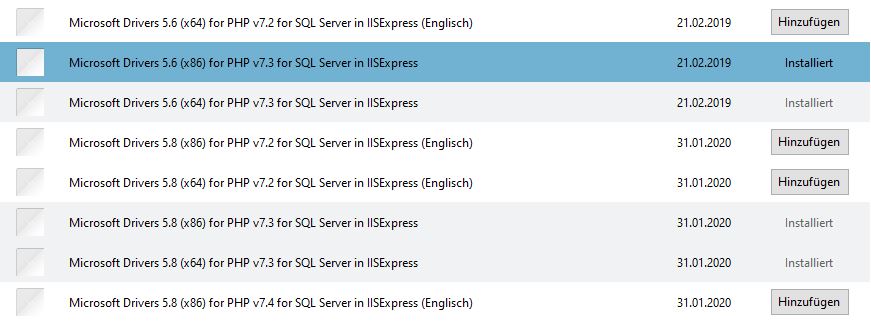 Microsoft Drivers 5.6 (x64) for PHP v7.2 for SQL Server in IISExpress (Englisch) 21.02.2019 Hinzufügen
Microsoft Drivers 5.6 (x86) for PHP v7.3 for SQL Server in IISExpress 21.02.2019 Installiert
Microsoft Drivers 5.6 (x64) for PHP v7.3 for SQL Server in IISExpress 21.02.2019 Installiert
Microsoft Drivers 5.8 (x86) for PHP v7.2 for SQL Server in IISExpress (Englisch) 31.01.2020 Hinzufügen
Microsoft Drivers 5.8 (x64) for PHP v7.2 for SQL Server in IISExpress (Englisch) 31.01.2020 Hinzufügen
Microsoft Drivers 5.8 (x86) for PHP v7.3 for SQL Server in IISExpress 31.01.2020 Installiert
Microsoft Drivers 5.8 (x64) for PHP v7.3 for SQL Server in IISExpress 31.01.2020 Installiert
Microsoft Drivers 5.8 (x86) for PHP v7.4 for SQL Server in IISExpress (Englisch) 31.01.2020 Hinzufügen